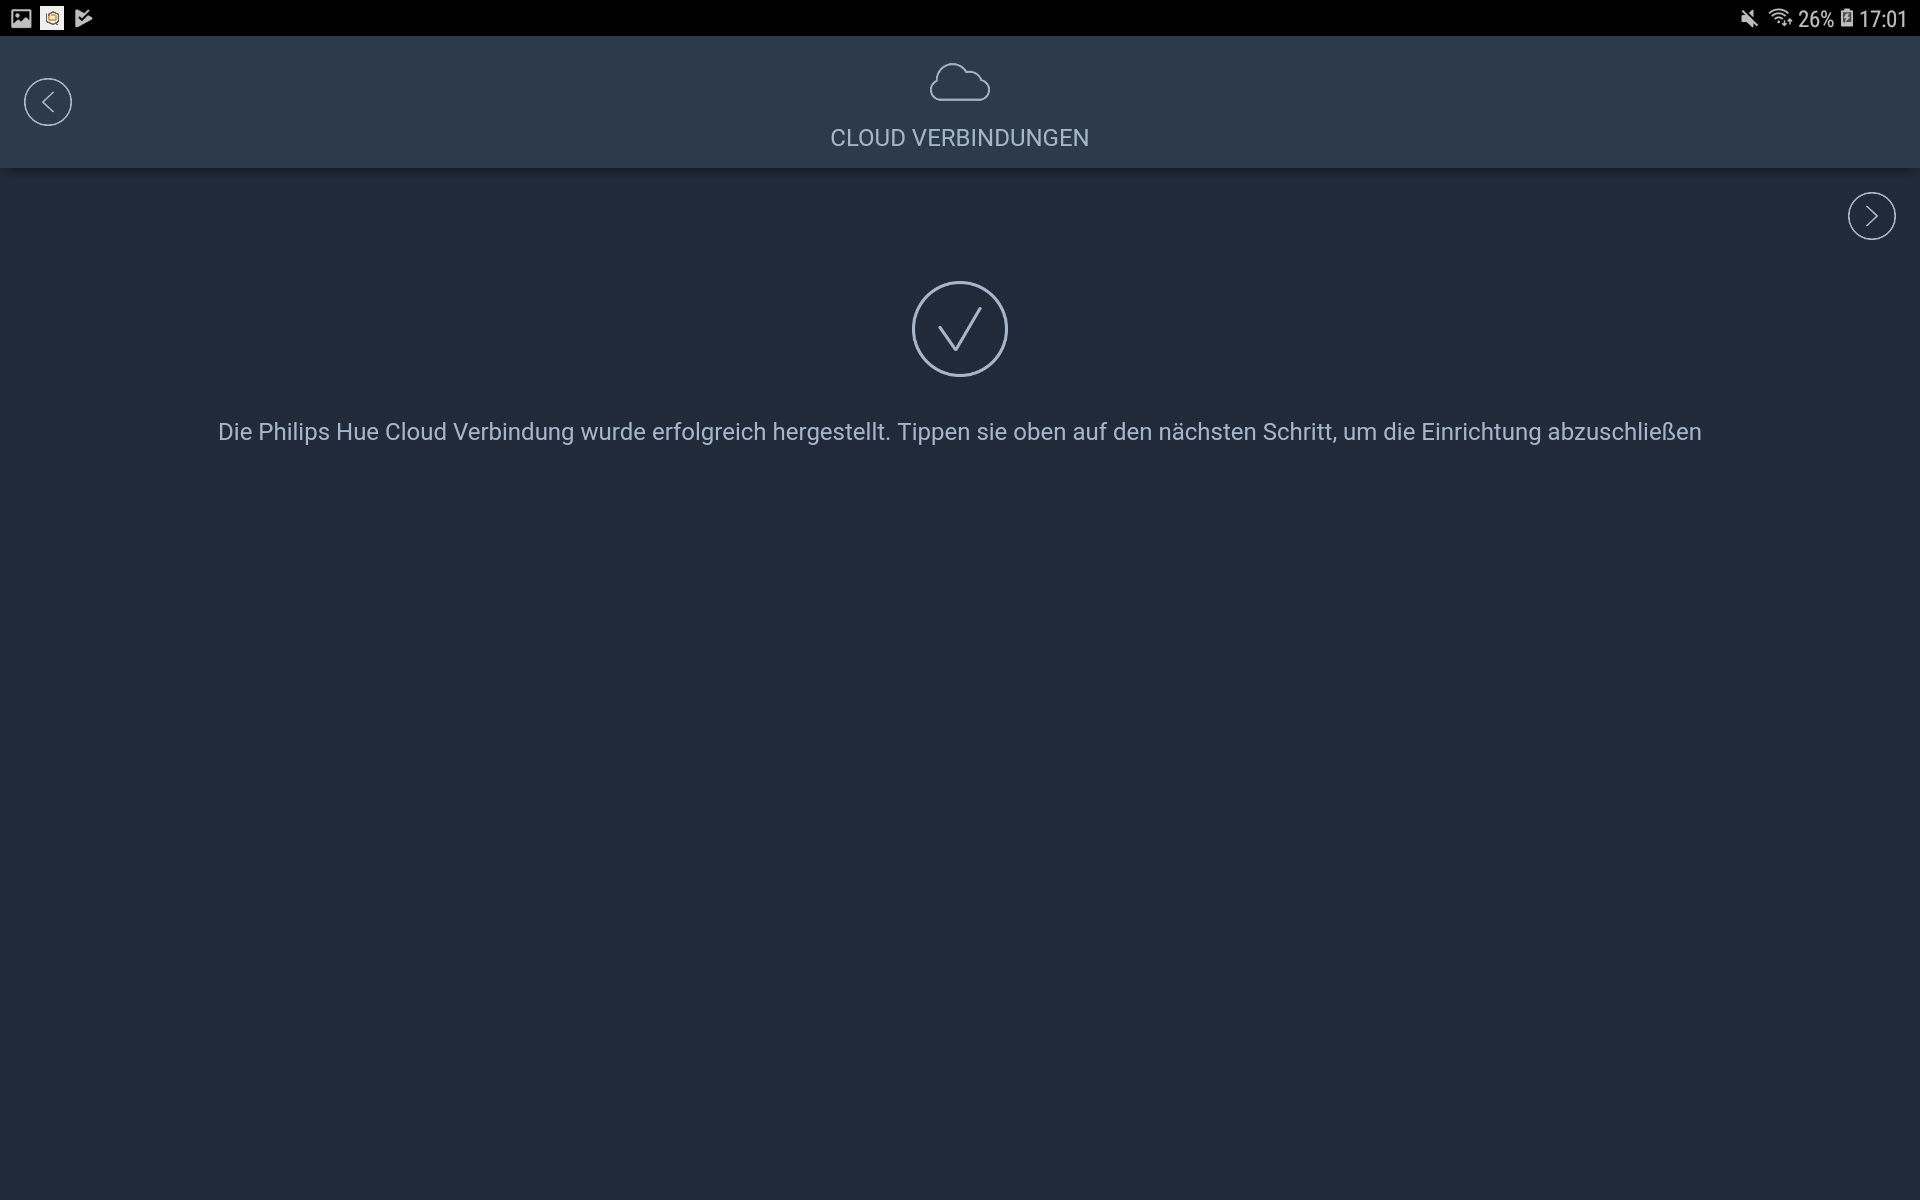 26% 17:01
CLOUD VERBINDUNGEN
Die Philips Hue Cloud Verbindung wurde erfolgreich hergestellt. Tippen sie oben auf den nächsten Schritt, um die Einrichtung abzuschließen